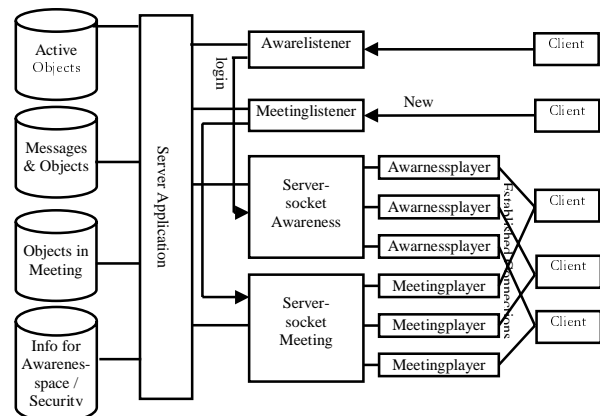 Active
Objects
Messages
& Objects
Objects in
Meeting
Info for
Awarenes-
space /
Security
Server Application
login
Awarelistener
Meetinglistener
New
Client
Client
Server-
socket
Awareness
Server-
socket
Meeting
Awarnessplayer
Awarnessplayer
Awarnessplayer
Meetingplayer
Meetingplayer
Meetingplayer
Established Connections
Client
Client
Client